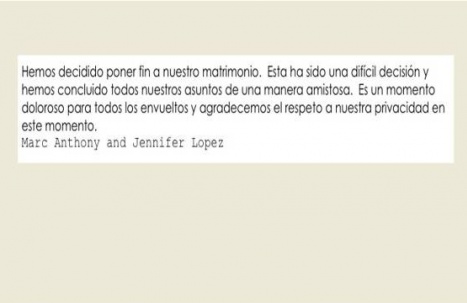 Hemos decidido poner fin a nuestro matrimonio. Esta ha sido una difícil decisión y
hemos concluido todos nuestros asuntos de una manera amistosa. Es un momento
doloroso para todos los envueltos y agradecemos el respeto a nuestra privacidad en
este momento.
Marc Anthony and Jennifer Lopez